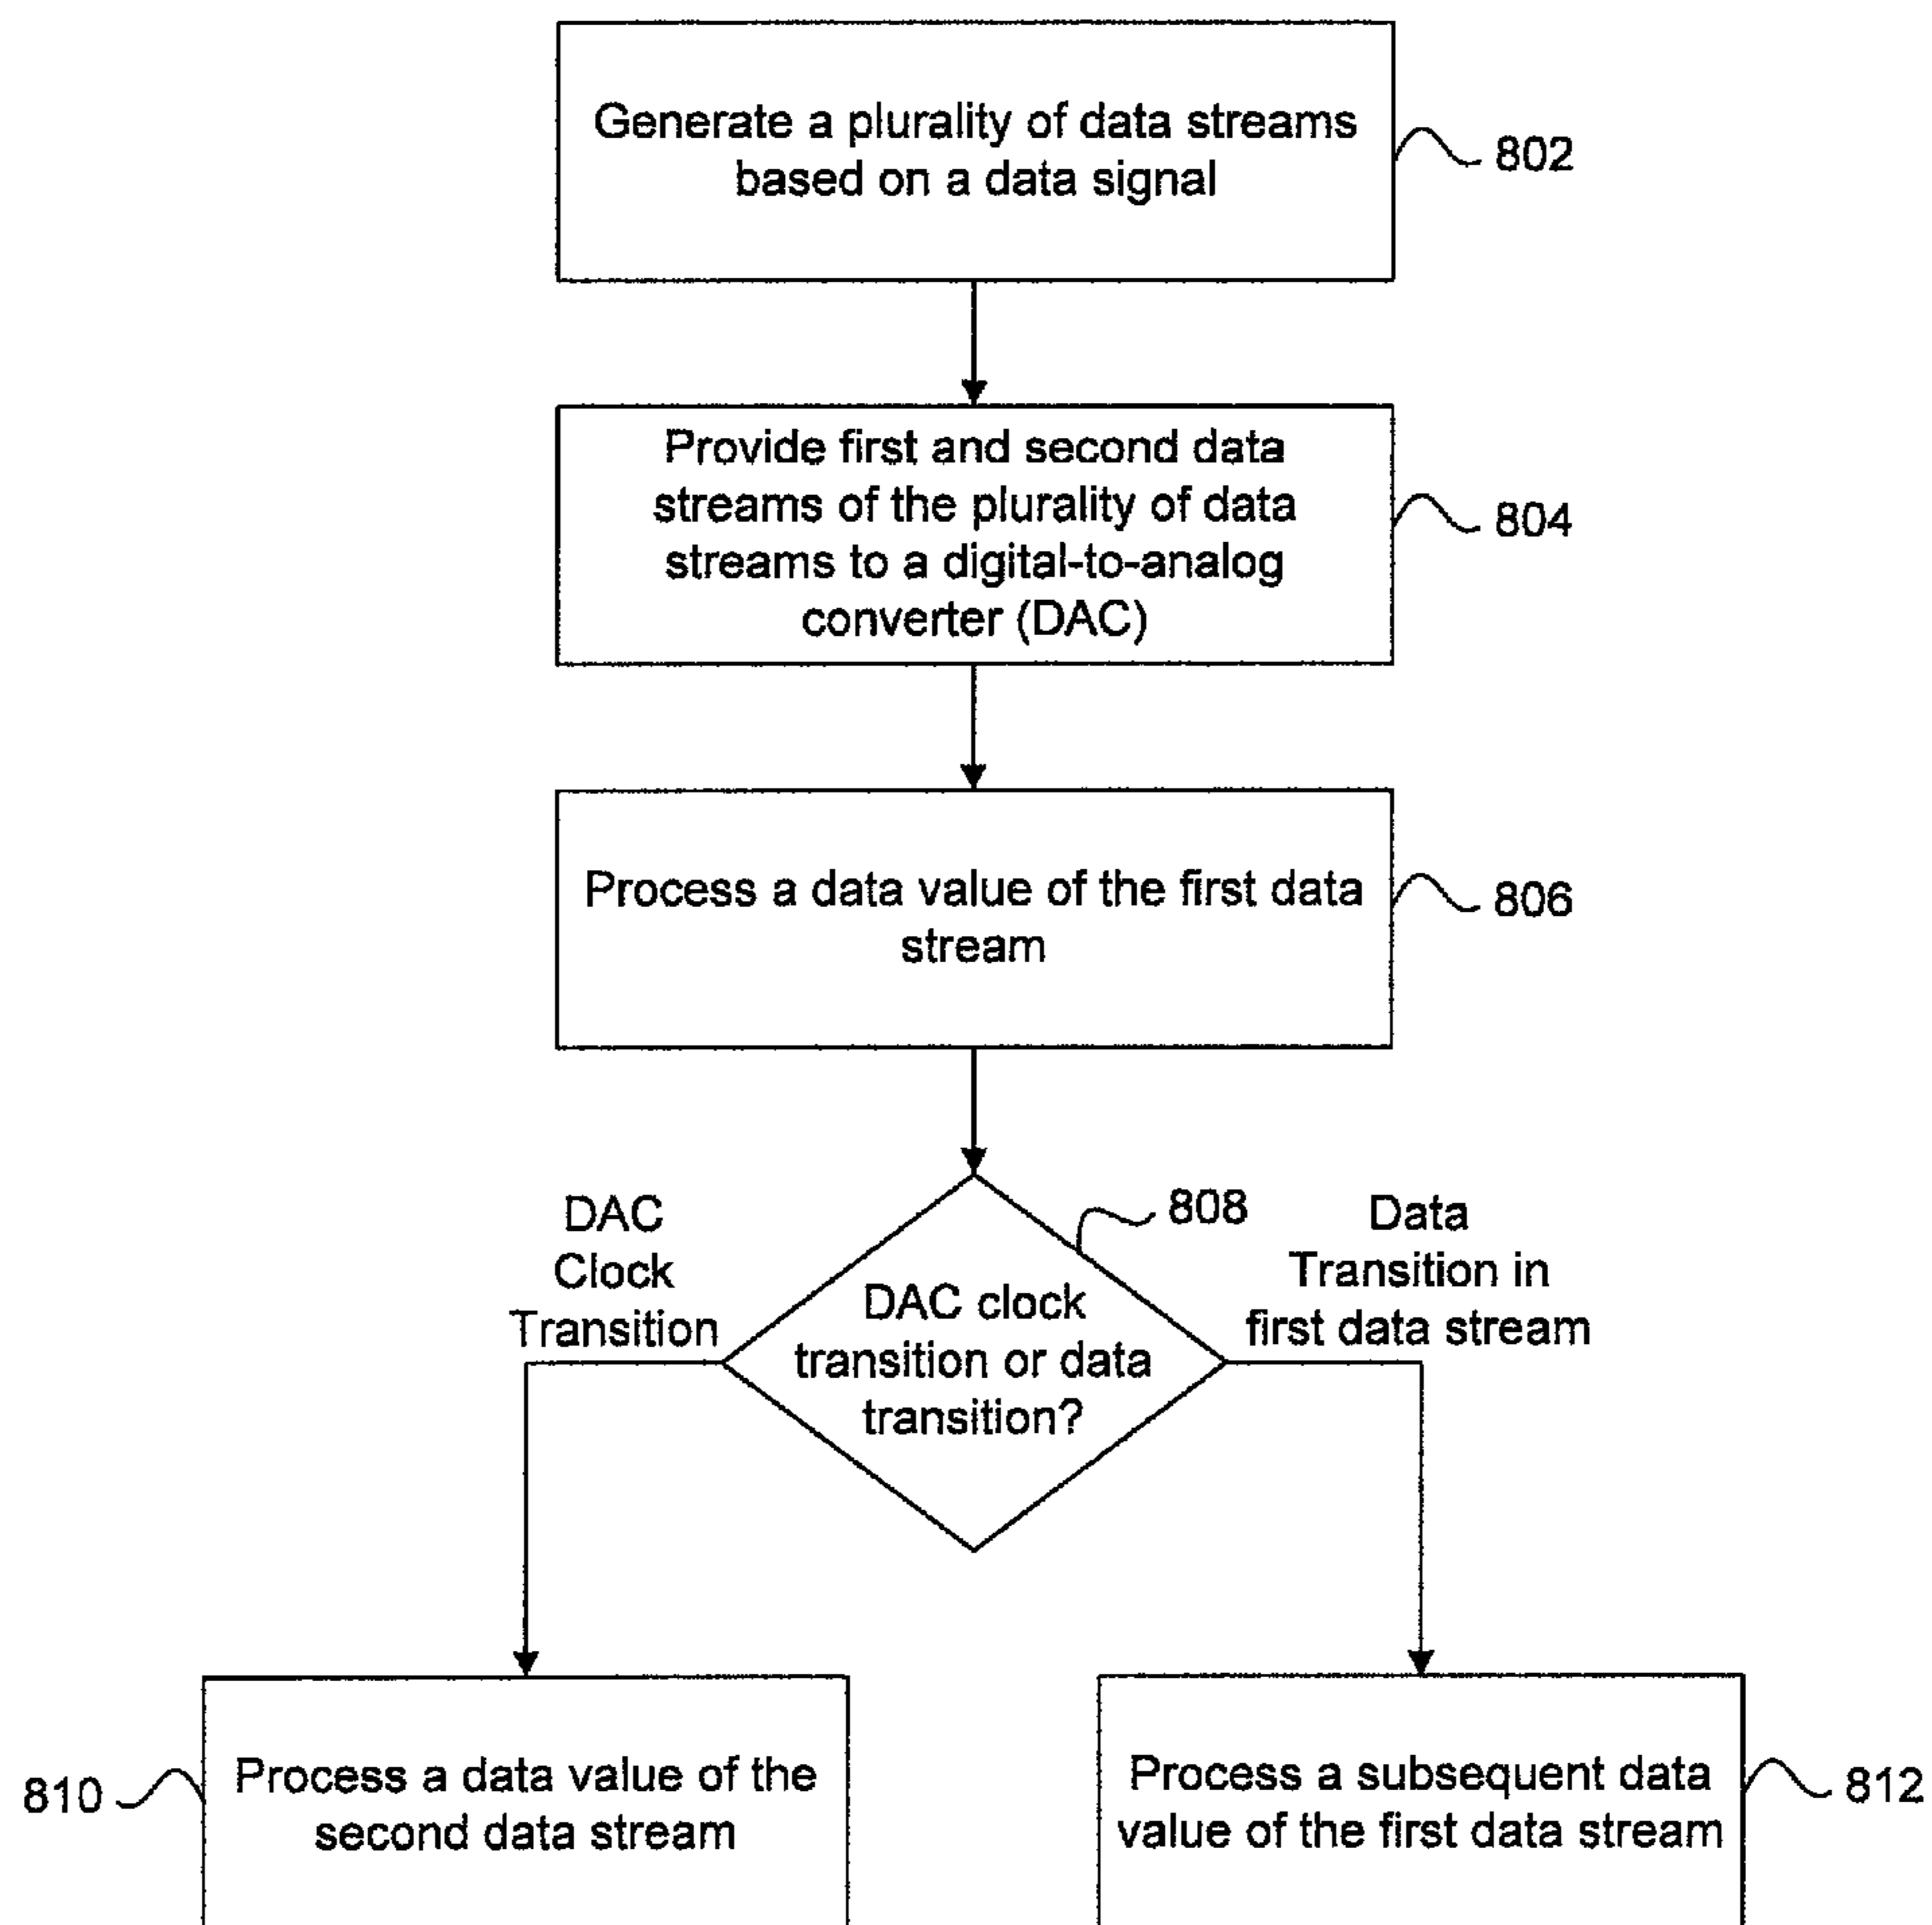 Generate a plurality of data streams
based on a data signal
802
Provide first and second data
streams of the plurality of data
streams to a digital-to-analog
converter (DAC)
804
Process a data value of the first data
stream
806
808
DAC
Clock
Transition
DAC clock
transition or data
transition?
Data
Transition in
first data stream
810
Process a data value of the
second data stream
Process a subsequent data
value of the first data stream
812